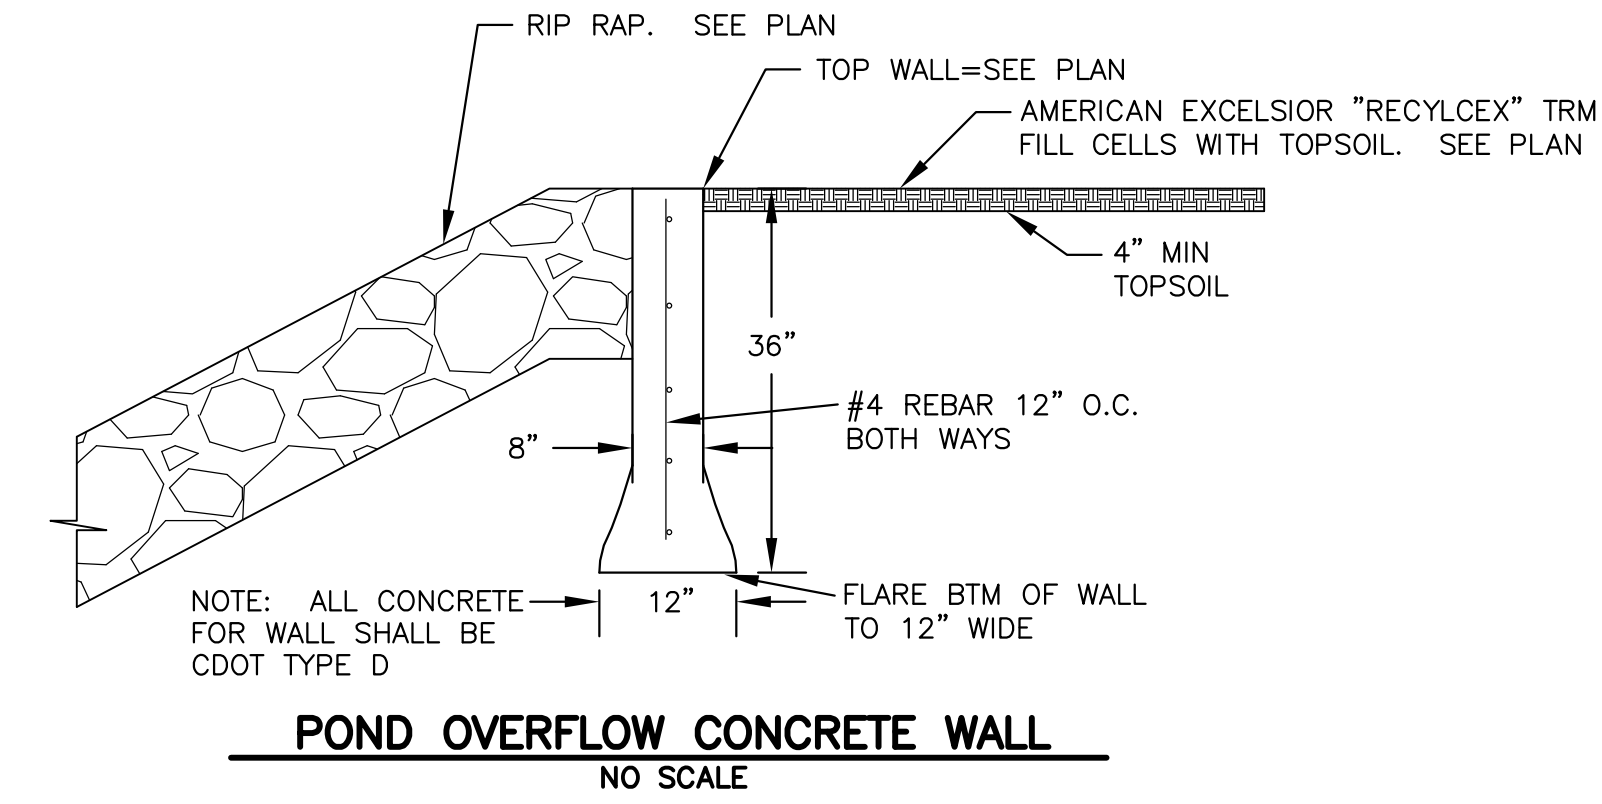 RIP RAP. SEE PLAN
TOP WALL=SEE PLAN
AMERICAN EXCELSIOR "RECYLCEX" TRM
FILL CELLS WITH TOPSOIL. SEE PLAN
4" MIN
TOPSOIL
36"
#4 REBAR 12" O.C.
BOTH WAYS
8"
NOTE: ALL CONCRETE
FOR WALL SHALL BE
CDOT TYPE D
12"
FLARE BTM OF WALL
TO 12" WIDE
POND OVERFLOW CONCRETE WALL
NO SCALE